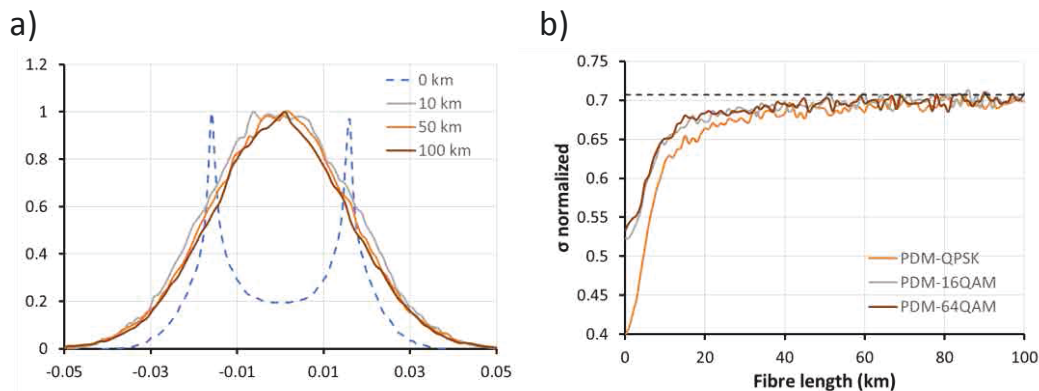 a)
1.2
1
0.8
0.6
0.4
0.2
0
-0.05
-0.03
-0.01
0.01
0.03
0.05
0 km
10 km
50 km
100 km
b)
σ normalized
0.75
0.7
0.65
0.6
0.55
0.5
0.45
0.4
0
20
40
60
80
100
Fibre length (km)
PDM-QPSK
PDM-16QAM
PDM-64QAM